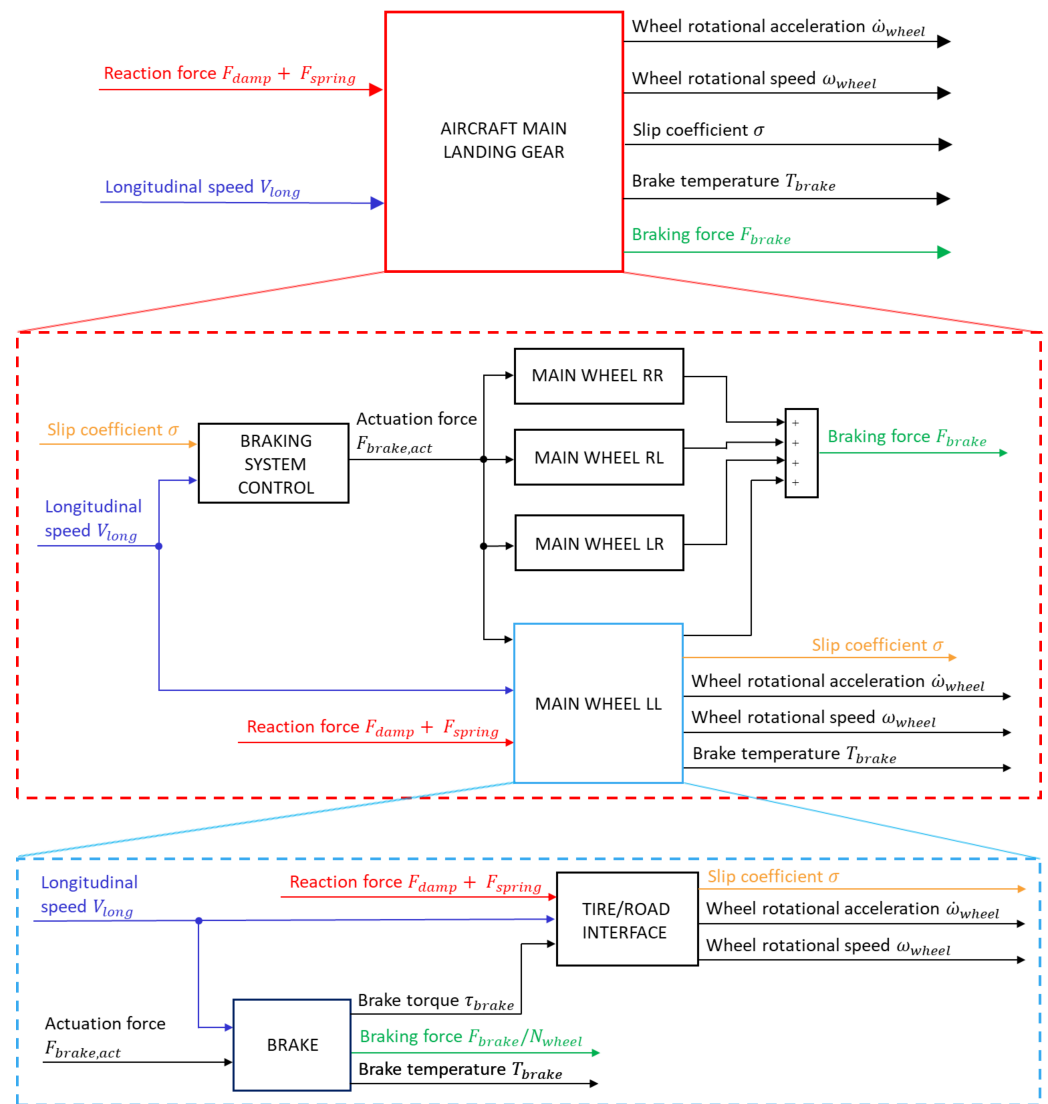 Wheel rotational acceleration ω̇_wheel
Reaction force F_damp + F_spring
Wheel rotational speed ω_wheel
AIRCRAFT MAIN
LANDING GEAR
Slip coefficient σ
Longitudinal speed V_long
Brake temperature T_brake
Braking force F_brake
MAIN WHEEL RR
Slip coefficient σ
BRAKING
SYSTEM
CONTROL
Actuation force
F_brake,act
MAIN WHEEL RL
+
+
+
+
Braking force F_brake
Longitudinal
speed V_long
MAIN WHEEL LR
MAIN WHEEL LL
Slip coefficient σ
Wheel rotational acceleration ω̇_wheel
Reaction force F_damp + F_spring
Wheel rotational speed ω_wheel
Brake temperature T_brake
Longitudinal
speed V_long
Reaction force F_damp + F_spring
TIRE/ROAD
INTERFACE
Slip coefficient σ
Wheel rotational acceleration ω̇_wheel
Wheel rotational speed ω_wheel
Actuation force
F_brake,act
BRAKE
Brake torque τ_brake
Braking force F_brake/N_wheel
Brake temperature T_brake